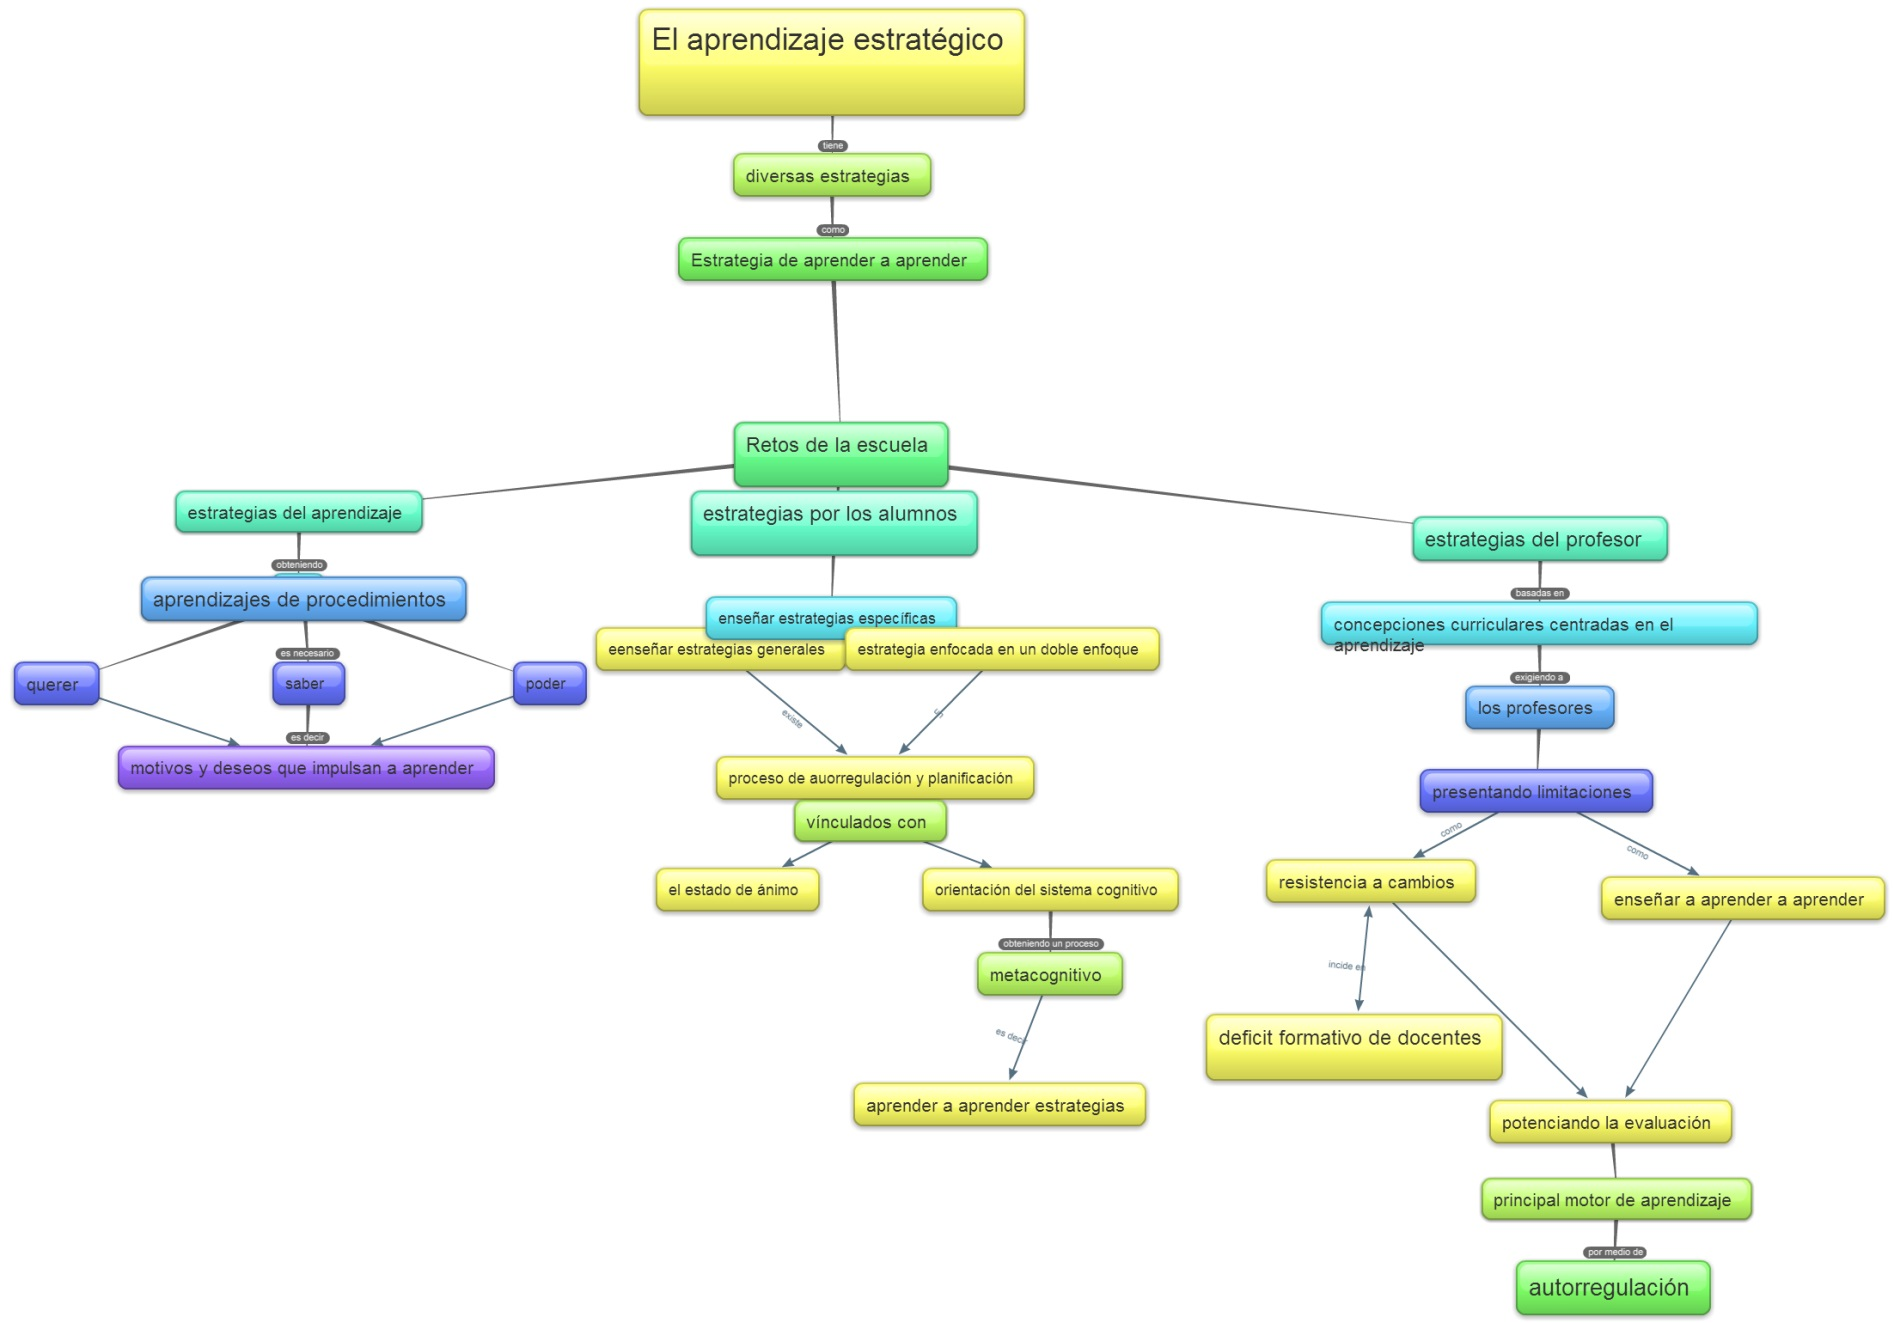 El aprendizaje estratégico
tiene
diversas estrategias
como
Estrategia de aprender a aprender
Retos de la escuela
estrategias del aprendizaje
obteniendo
aprendizajes de procedimientos
es necesario
querer
saber
poder
es decir
motivos y deseos que impulsan a aprender
estrategias por los alumnos
enseñar estrategias específicas
eenseñar estrategias generales
estrategia enfocada en un doble enfoque
existe
un
proceso de auorregulación y planificación
vínculados con
el estado de ánimo
orientación del sistema cognitivo
obteniendo un proceso
metacognitivo
es decir
aprender a aprender estrategias
estrategias del profesor
basadas en
concepciones curriculares centradas en el
aprendizaje
exigiendo a
los profesores
presentando limitaciones
como
como
resistencia a cambios
enseñar a aprender a aprender
incide en
deficit formativo de docentes
potenciando la evaluación
principal motor de aprendizaje
por medio de
autorregulación